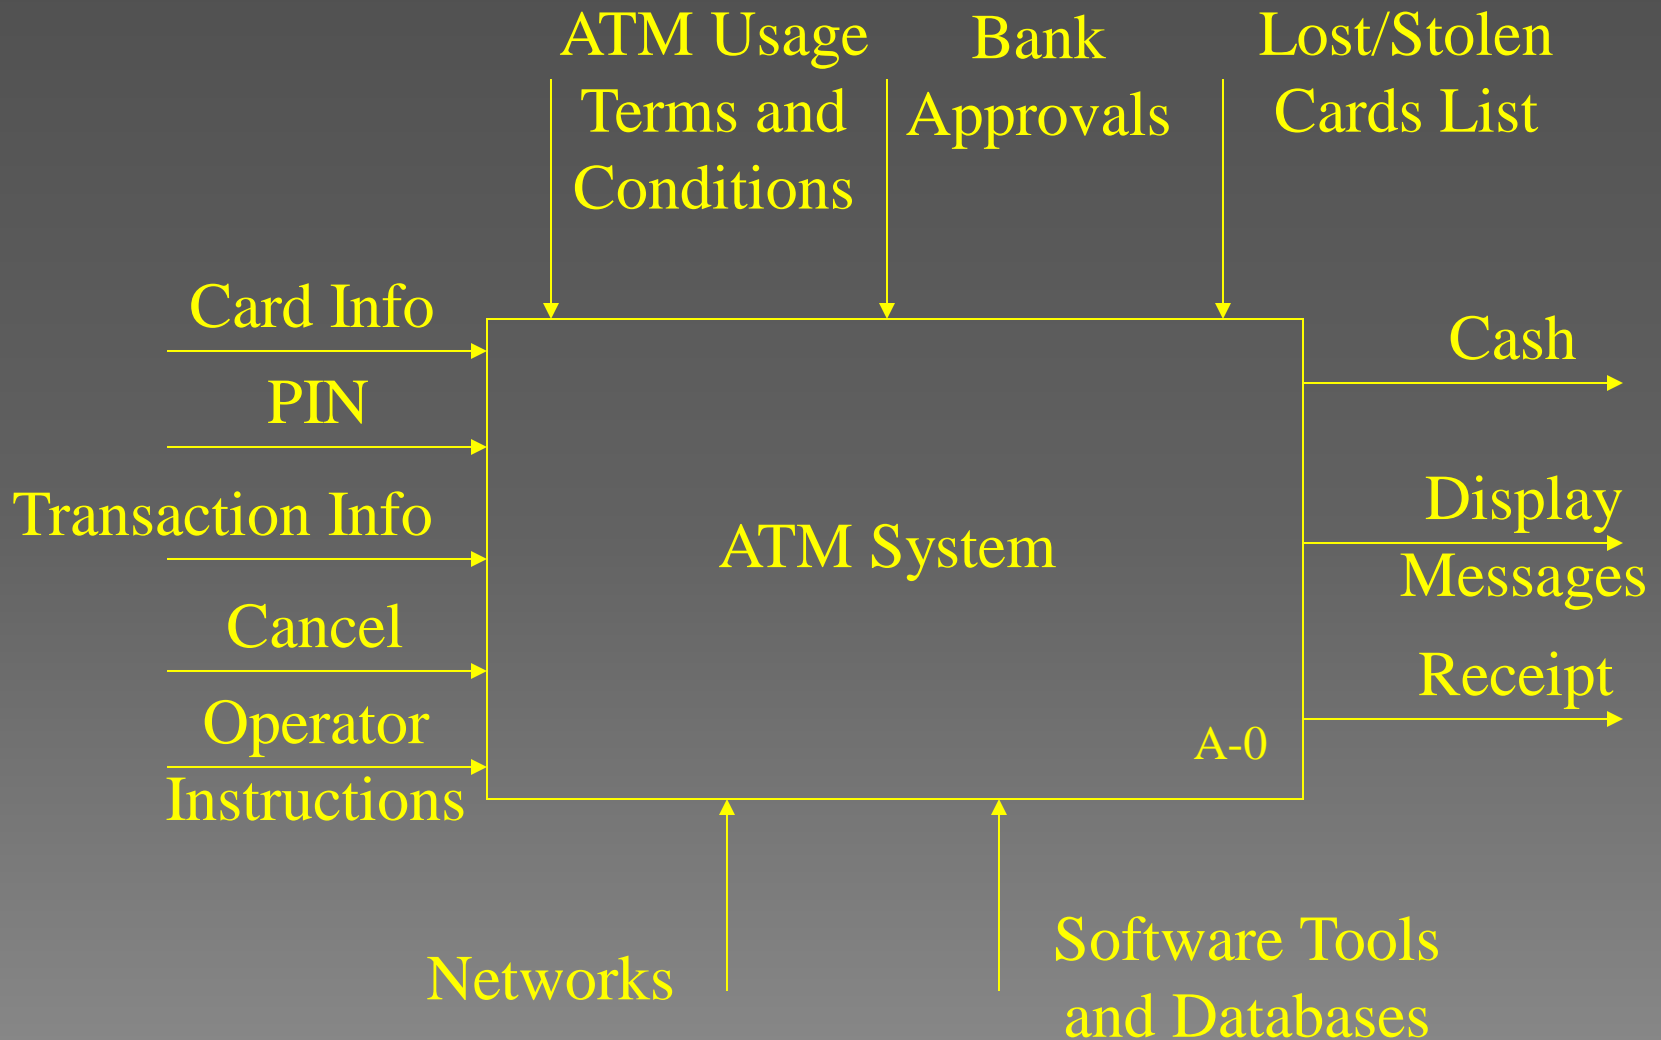 ATM Usage
Terms and
Conditions
Bank
Approvals
Lost/Stolen
Cards List
Card Info
PIN
Transaction Info
Cancel
Operator
Instructions
ATM System
A-0
Cash
Display
Messages
Receipt
Networks
Software Tools
and Databases